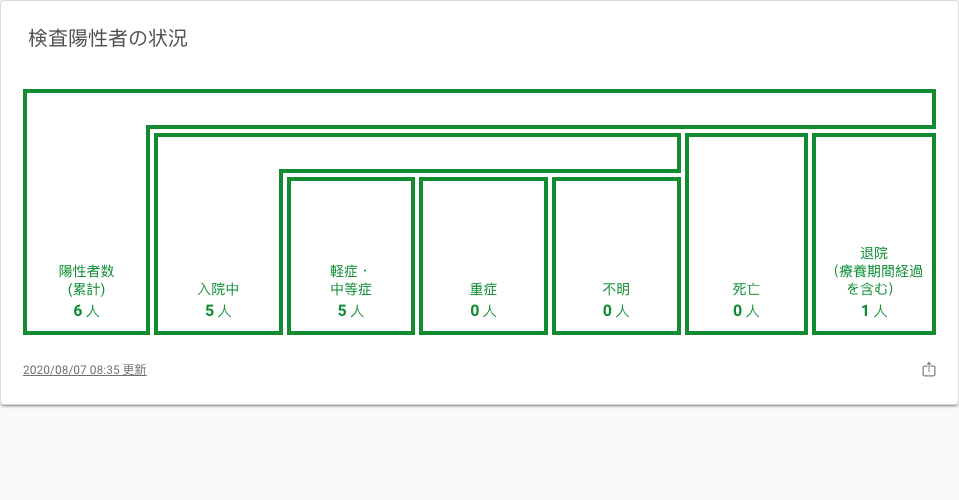 検査陽性者の状況
陽性者数
(累計)
6 人
入院中
5 人
軽症・
中等症
5 人
重症
0 人
不明
0 人
死亡
0 人
退院
（療養期間経過
を含む）
1 人
2020/08/07 08:35 更新